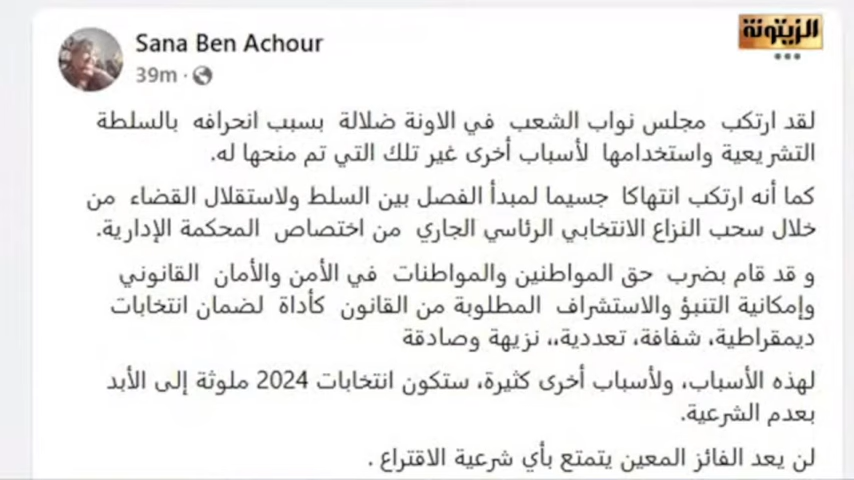 الزيتونة
Sana Ben Achour
39m ·
لقد ارتكب مجلس نواب الشعب في الاونة ضلالة بسبب انحرافه بالسلطة
التشريعية واستخدامها لأسباب أخرى غير تلك التي تم منحها له.
كما أنه ارتكب انتهاكا جسيما لمبدأ الفصل بين السلط ولاستقلال القضاء من
خلال سحب النزاع الانتخابي الرئاسي الجاري من اختصاص المحكمة الإدارية.
و قد قام بضرب حق المواطنين والمواطنات في الأمن والأمان القانوني
وإمكانية التنبؤ والاستشراف المطلوبة من القانون كأداة لضمان انتخابات
ديمقراطية، شفافة، تعددية،، نزيهة وصادقة
لهذه الأسباب، ولأسباب أخرى كثيرة، ستكون انتخابات 2024 ملوثة إلى الأبد
بعدم الشرعية.
لن يعد الفائز المعين يتمتع بأي شرعية الاقتراع .